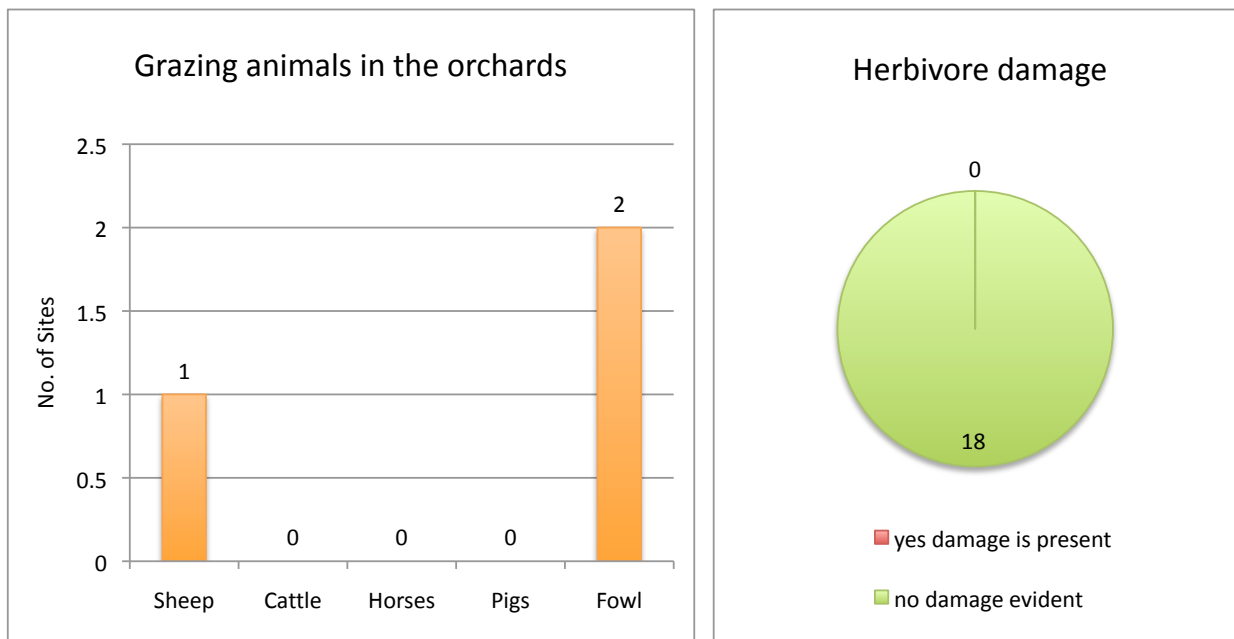 Grazing animals in the orchards
No. of Sites
2.5
2
1.5
1
0.5
0
1
0
0
0
2
Sheep
Cattle
Horses
Pigs
Fowl
Herbivore damage
0
18
yes damage is present
no damage evident